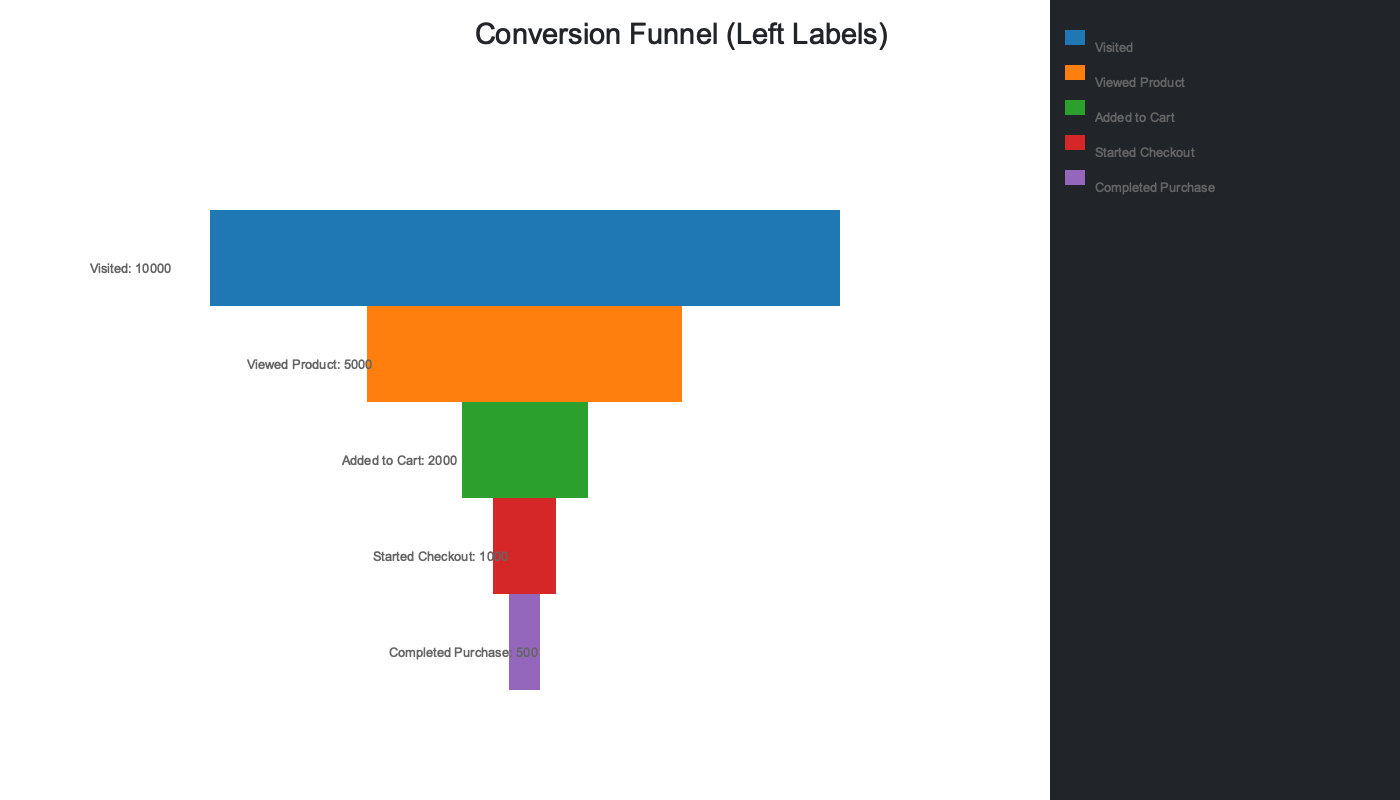 Conversion Funnel (Left Labels)
Visited
Viewed Product
Added to Cart
Started Checkout
Completed Purchase
Visited: 10000
Viewed Product: 5000
Added to Cart: 2000
Started Checkout: 1000
Completed Purchase: 500